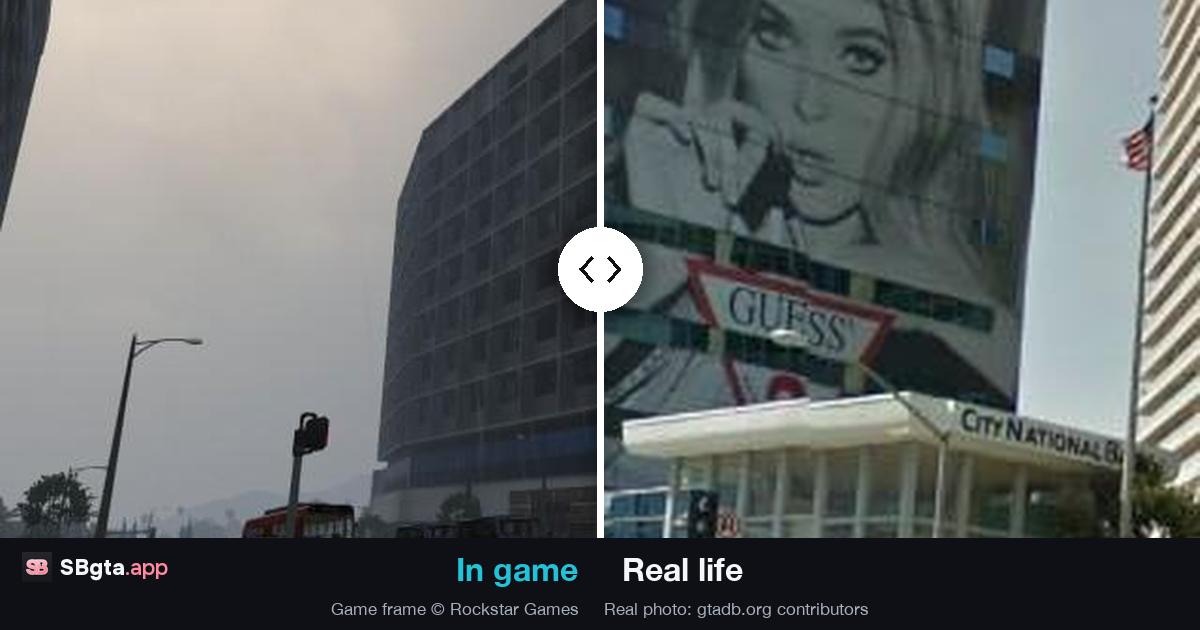 GUESS
CITY NATIONAL BA
SB SBgta.app
In game Real life
Game frame © Rockstar Games Real photo: gtadb.org contributors